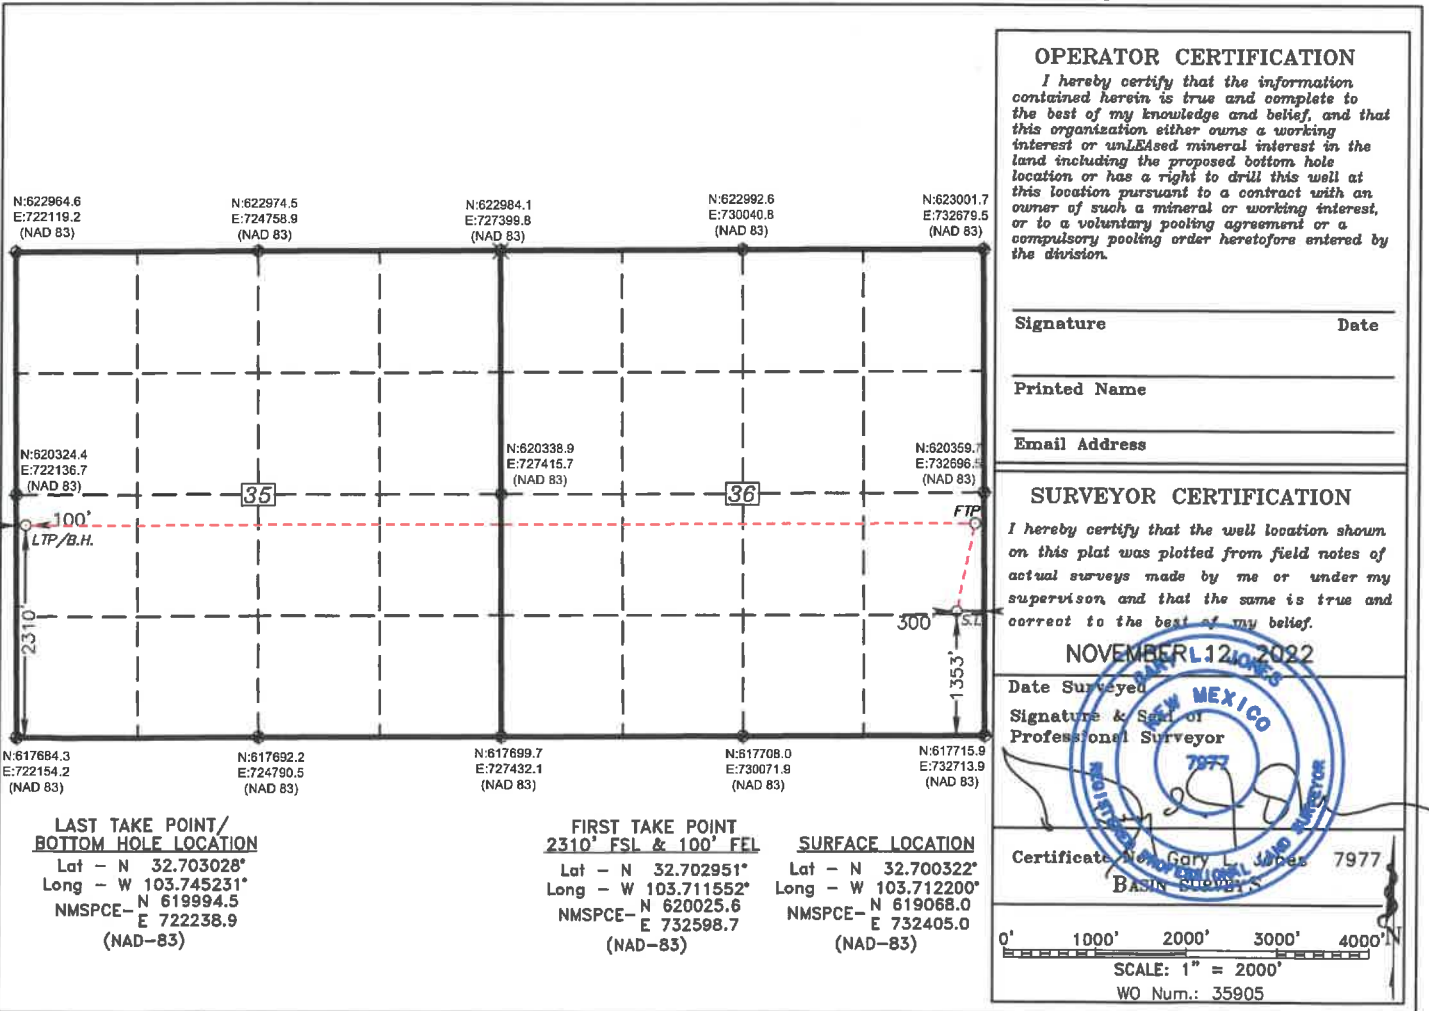 N:622964.6
E:722119.2
(NAD 83)
N:622974.5
E:724758.9
(NAD 83)
N:622984.1
E:727399.8
(NAD 83)
N:622992.6
E:730040.8
(NAD 83)
N:623001.7
E:732679.5
(NAD 83)
N:620324.4
E:722136.7
(NAD 83)
N:620338.9
E:727415.7
(NAD 83)
N:620359.7
E:732696.5
(NAD 83)
35
36
100'
LTP/B.H.
FTP
2310'
300'
S.L.
1353'
N:617684.3
E:722154.2
(NAD 83)
N:617692.2
E:724790.5
(NAD 83)
N:617699.7
E:727432.1
(NAD 83)
N:617708.0
E:730071.9
(NAD 83)
N:617715.9
E:732713.9
(NAD 83)
LAST TAKE POINT/
BOTTOM HOLE LOCATION
Lat - N 32.703028°
Long - W 103.745231°
NMSPCE- N 619994.5
E 722238.9
(NAD-83)
FIRST TAKE POINT
2310' FSL & 100' FEL
Lat - N 32.702951°
Long - W 103.711552°
NMSPCE- N 620025.6
E 732598.7
(NAD-83)
SURFACE LOCATION
Lat - N 32.700322°
Long - W 103.712200°
NMSPCE- N 619068.0
E 732405.0
(NAD-83)
OPERATOR CERTIFICATION
I hereby certify that the information
contained herein is true and complete to
the best of my knowledge and belief, and that
this organization either owns a working
interest or unLEAsed mineral interest in the
land including the proposed bottom hole
location or has a right to drill this well at
this location pursuant to a contract with an
owner of such a mineral or working interest,
or to a voluntary pooling agreement or a
compulsory pooling order heretofore entered by
the division.
Signature Date
Printed Name
Email Address
SURVEYOR CERTIFICATION
I hereby certify that the well location shown
on this plat was plotted from field notes of
actual surveys made by me or under my
supervison, and that the same is true and
correct to the best of my belief.
NOVEMBER 12, 2022
Date Surveyed
Signature & Seal of
Professional Surveyor
GARY L. JONES
NEW MEXICO
7977
REGISTERED PROFESSIONAL LAND SURVEYOR
Certificate No. Gary L. Jones 7977
BASIN SURVEYS
N
0' 1000' 2000' 3000' 4000'
SCALE: 1" = 2000'
WO Num.: 35905